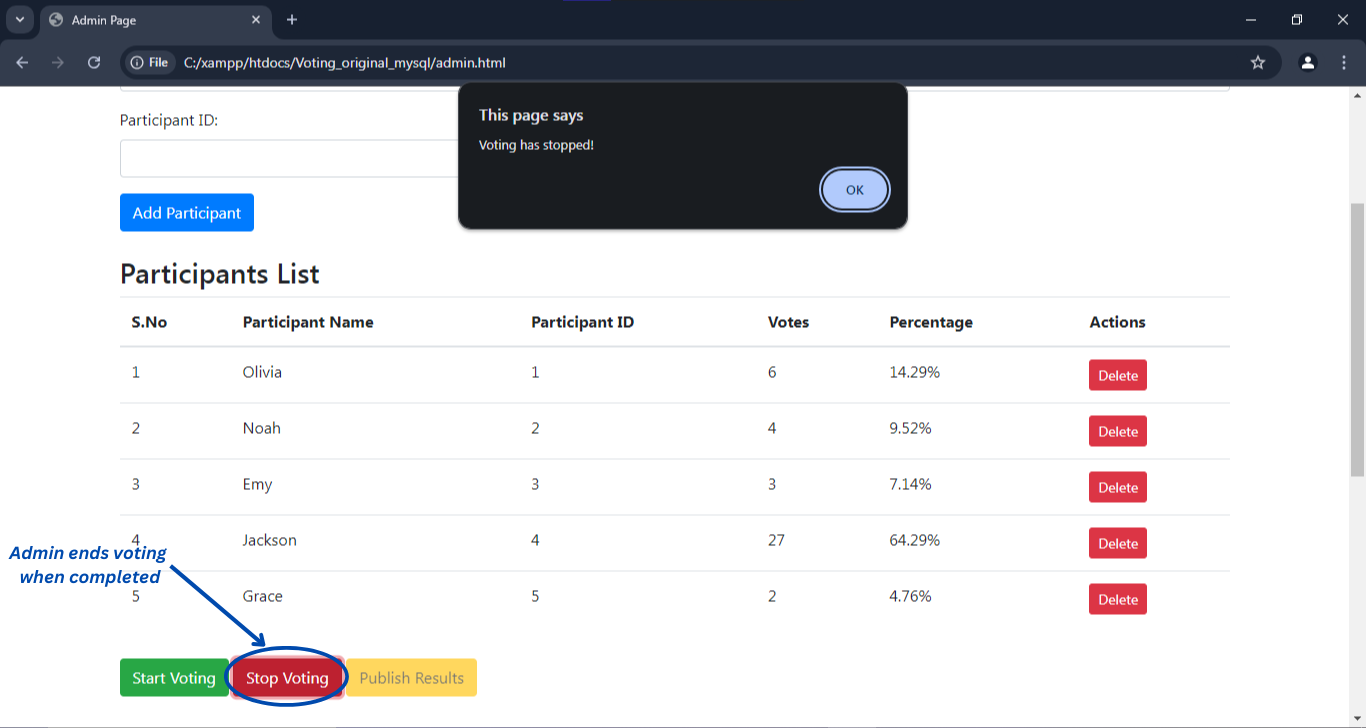 Admin Page
File C:/xampp/htdocs/Voting_original_mysql/admin.html
This page says
Voting has stopped!
OK
Participant ID:
Add Participant
Participants List
S.No Participant Name Participant ID Votes Percentage Actions
1 Olivia 1 6 14.29% Delete
2 Noah 2 4 9.52% Delete
3 Emy 3 3 7.14% Delete
4 Jackson 4 27 64.29% Delete
Admin ends voting
when completed
5 Grace 5 2 4.76% Delete
Start Voting Stop Voting Publish Results